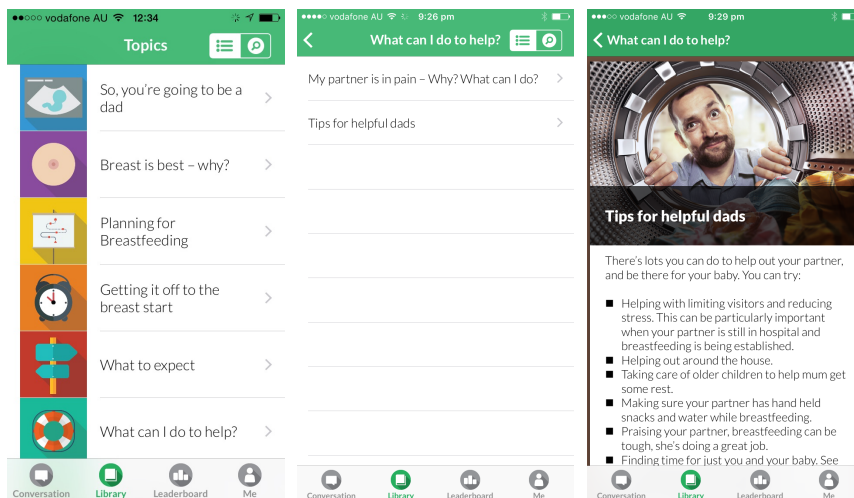 vodafone AU 12:34
Topics
So, you're going to be a
dad
Breast is best – why?
Planning for
Breastfeeding
Getting it off to the
breast start
What to expect
What can I do to help?
Conversation Library Leaderboard Me
vodafone AU 9:26 pm
What can I do to help?
My partner is in pain – Why? What can I do?
Tips for helpful dads
Conversation Library Leaderboard Me
vodafone AU 9:29 pm
What can I do to help?
Tips for helpful dads
There's lots you can do to help out your partner,
and be there for your baby. You can try:
■ Helping with limiting visitors and reducing
stress. This can be particularly important
when your partner is still in hospital and
breastfeeding is being established.
■ Helping out around the house.
■ Taking care of older children to help mum get
some rest.
■ Making sure your partner has hand held
snacks and water while breastfeeding.
■ Praising your partner, breastfeeding can be
tough, she's doing a great job.
■ Finding time for just you and your baby. See
Conversation Library Leaderboard Me